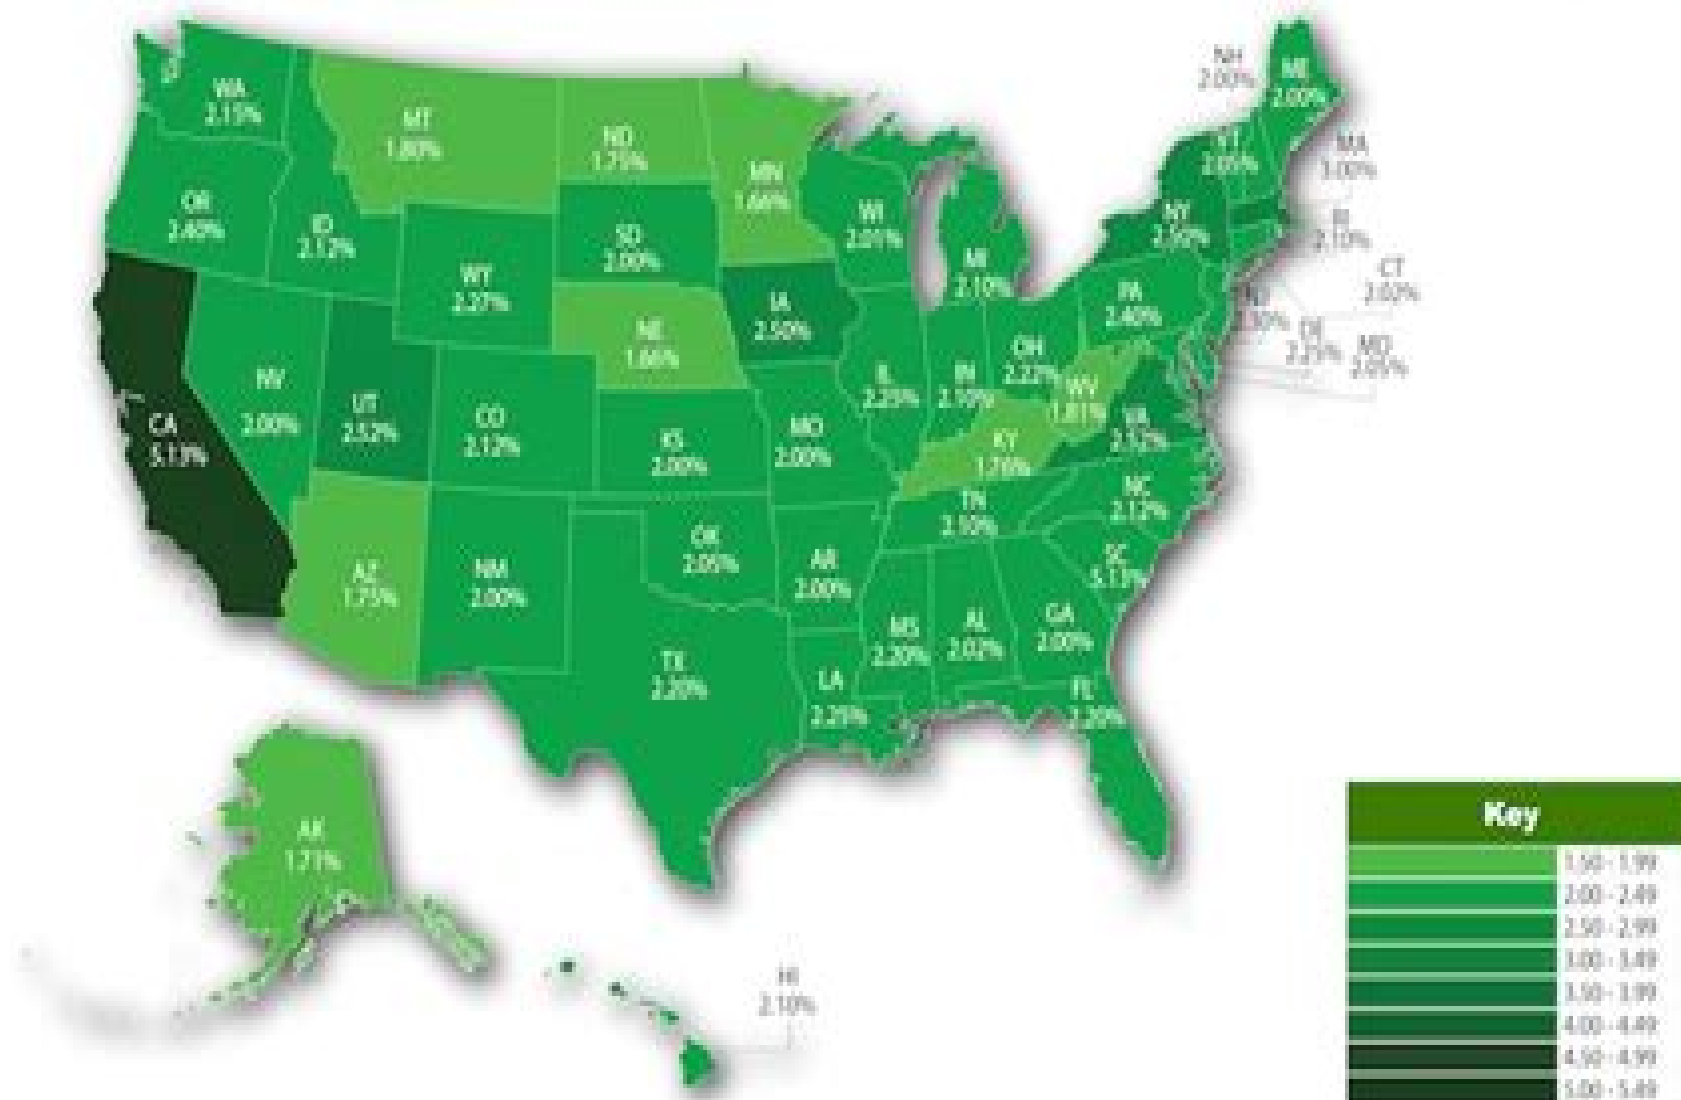 WA
2.15%
MT
1.80%
ND
1.75%
MN
1.66%
NH
2.00%
ME
2.00%
VT
2.05%
MA
3.00%
OR
2.40%
ID
2.12%
WY
2.27%
SD
2.00%
WI
2.01%
MI
2.10%
NY
2.50%
RI
2.10%
CT
2.02%
IA
2.50%
NE
1.66%
PA
2.40%
DE
2.25%
MD
2.05%
NV
2.00%
UT
2.52%
CO
2.12%
KS
2.00%
MO
2.00%
IL
2.25%
IN
2.10%
OH
2.22%
WV
1.81%
VA
2.52%
KY
1.76%
CA
5.13%
TN
2.10%
NC
2.12%
AZ
1.75%
NM
2.00%
OK
2.05%
AR
2.00%
SC
5.13%
MS
2.20%
AL
2.02%
GA
2.00%
TX
2.20%
LA
2.25%
FL
2.20%
AK
1.71%
HI
2.10%
Key
1.50 - 1.99
2.00 - 2.49
2.50 - 2.99
3.00 - 3.49
3.50 - 3.99
4.00 - 4.49
4.50 - 4.99
5.00 - 5.49